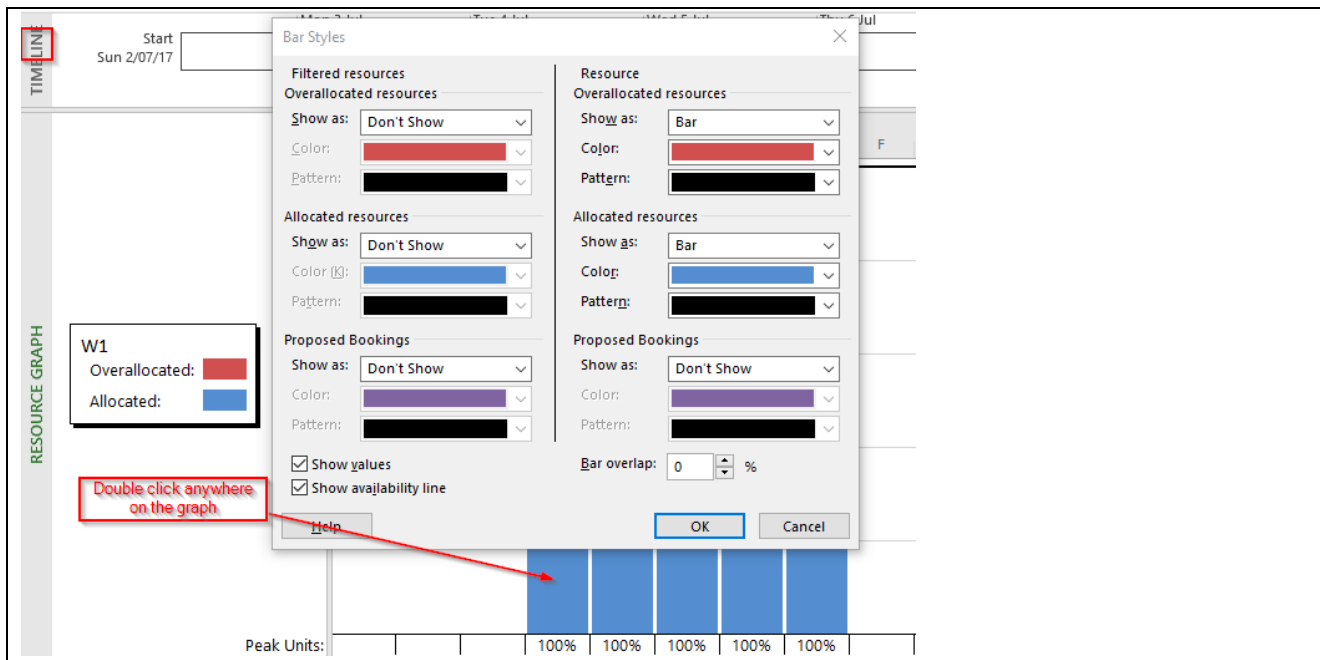 TIMELINE
Start
Sun 2/07/17
Bar Styles
Filtered resources
Overallocated resources
Show as: Don't Show
Color:
Pattern:
Allocated resources
Show as: Don't Show
Color (K):
Pattern:
Proposed Bookings
Show as: Don't Show
Color:
Pattern:
Show values
Show availability line
Resource
Overallocated resources
Show as: Bar
Color:
Pattern:
Allocated resources
Show as: Bar
Color:
Pattern:
Proposed Bookings
Show as: Don't Show
Color:
Pattern:
Bar overlap: 0 %
Help OK Cancel
F
RESOURCE GRAPH
W1
Overallocated:
Allocated:
Double click anywhere
on the graph
Peak Units: 100% 100% 100% 100% 100%